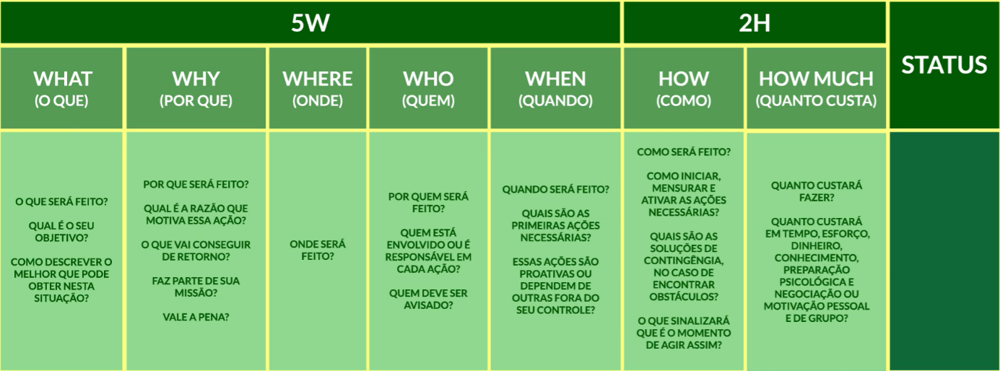 5W
2H
STATUS
WHAT
(O QUE)
WHY
(POR QUE)
WHERE
(ONDE)
WHO
(QUEM)
WHEN
(QUANDO)
HOW
(COMO)
HOW MUCH
(QUANTO CUSTA)
O QUE SERÁ FEITO?
QUAL É O SEU
OBJETIVO?
COMO DESCREVER O
MELHOR QUE PODE
OBTER NESTA
SITUAÇÃO?
POR QUE SERÁ FEITO?
QUAL É A RAZÃO QUE
MOTIVA ESSA AÇÃO?
O QUE VAI CONSEGUIR
DE RETORNO?
FAZ PARTE DE SUA
MISSÃO?
VALE A PENA?
ONDE SERÁ
FEITO?
POR QUEM SERÁ
FEITO?
QUEM ESTÁ
ENVOLVIDO OU É
RESPONSÁVEL EM
CADA AÇÃO?
QUEM DEVE SER
AVISADO?
QUANDO SERÁ FEITO?
QUAIS SÃO AS
PRIMEIRAS AÇÕES
NECESSÁRIAS?
ESSAS AÇÕES SÃO
PROATIVAS OU
DEPENDEM DE
OUTRAS FORA DO
SEU CONTROLE?
COMO SERÁ FEITO?
COMO INICIAR,
MENSURAR E
ATIVAR AS AÇÕES
NECESSÁRIAS?
QUAIS SÃO AS
SOLUÇÕES DE
CONTINGÊNGIA,
NO CASO DE
ENCONTRAR
OBSTÁCULOS?
O QUE SINALIZARÁ
QUE É O MOMENTO
DE AGIR ASSIM?
QUANTO CUSTARÁ
FAZER?
QUANTO CUSTARÁ
EM TEMPO, ESFORÇO,
DINHEIRO,
CONHECIMENTO,
PREPARAÇÃO
PSICOLÓGICA E
NEGOCIAÇÃO OU
MOTIVAÇÃO PESSOAL
E DE GRUPO?